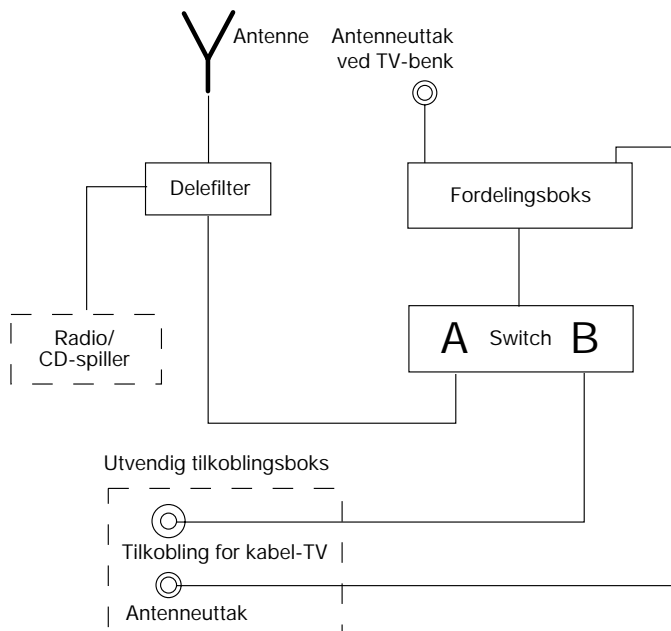 Antenne
Antenneuttak
ved TV-benk
Delefilter
Fordelingsboks
Radio/
CD-spiller
A Switch B
Utvendig tilkoblingsboks
Tilkobling for kabel-TV
Antenneuttak